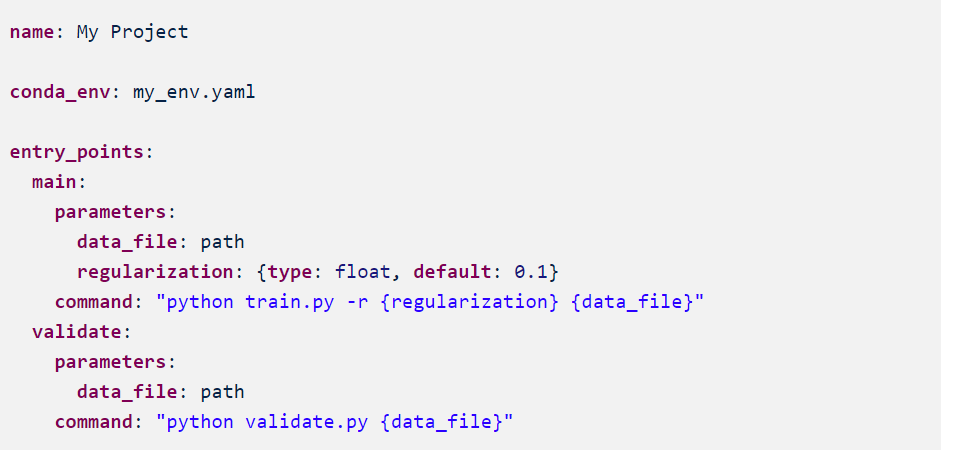 name: My Project
conda_env: my_env.yaml
entry_points:
main:
parameters:
data_file: path
regularization: {type: float, default: 0.1}
command: "python train.py -r {regularization} {data_file}"
validate:
parameters:
data_file: path
command: "python validate.py {data_file}"